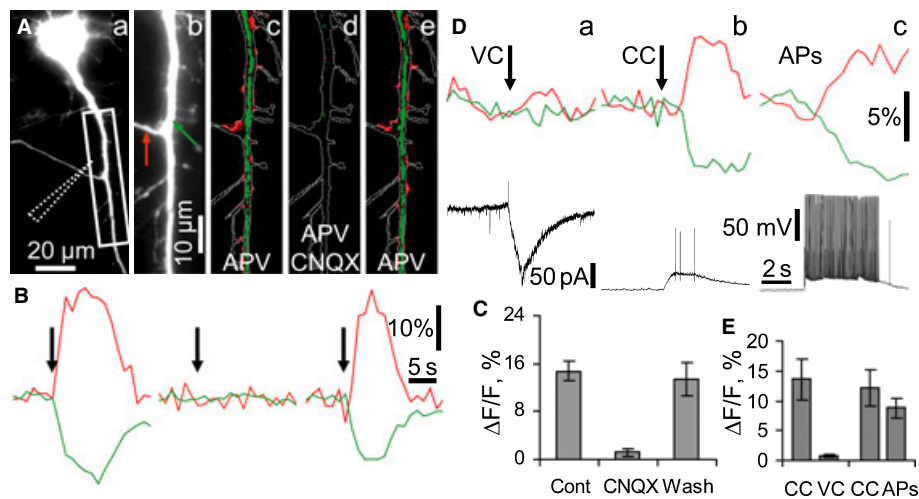 A a b c d e
20 µm
10 µm
APV
APV
CNQX
APV
B
10%
5 s
D VC a CC b APs c
5%
50 pA
50 mV
2 s
C
ΔF/F, %
24
16
8
0
Cont CNQX Wash
E
ΔF/F, %
20
15
10
5
0
CC VC CC APs